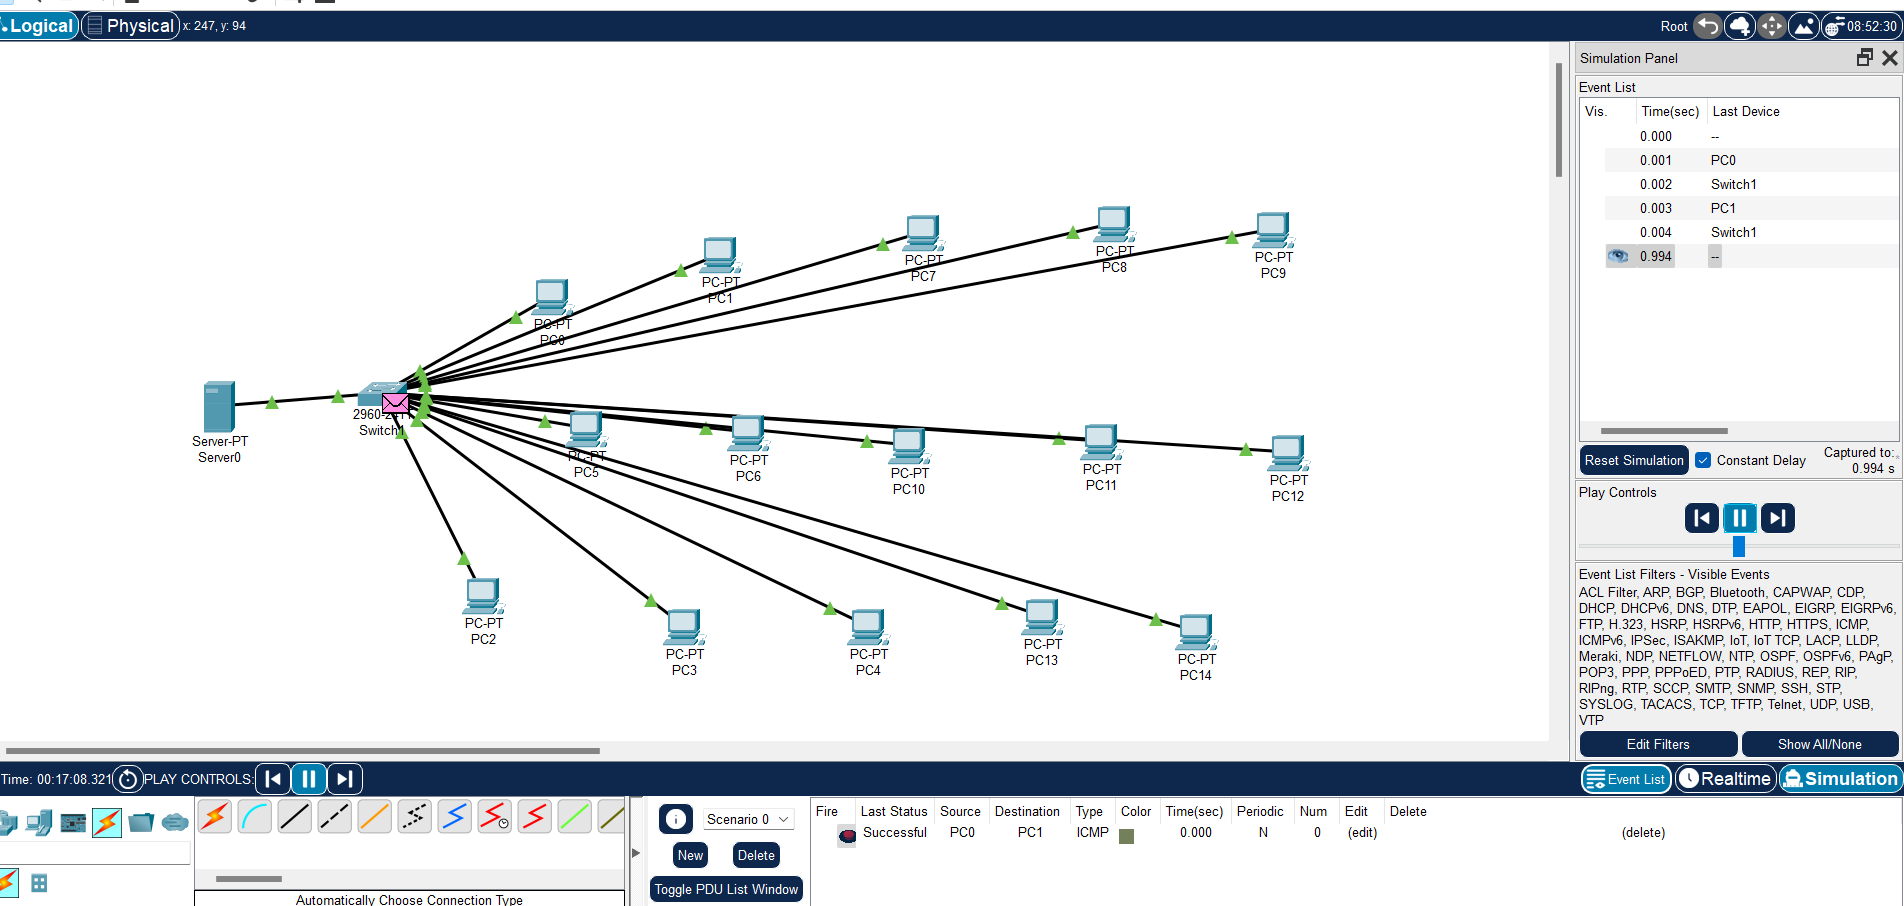 Logical Physical x: 247, y: 94 Root 08:52:30
Simulation Panel
Event List
Vis. Time(sec) Last Device
0.000 --
0.001 PC0
0.002 Switch1
0.003 PC1
0.004 Switch1
0.994 --
Reset Simulation Constant Delay Captured to:
0.994 s
Play Controls
Event List Filters - Visible Events
ACL Filter, ARP, BGP, Bluetooth, CAPWAP, CDP,
DHCP, DHCPv6, DNS, DTP, EAPOL, EIGRP, EIGRPv6,
FTP, H.323, HSRP, HSRPv6, HTTP, HTTPS, ICMP,
ICMPv6, IPSec, ISAKMP, IoT, IoT TCP, LACP, LLDP,
Meraki, NDP, NETFLOW, NTP, OSPF, OSPFv6, PAgP,
POP3, PPP, PPPoED, PTP, RADIUS, REP, RIP,
RIPng, RTP, SCCP, SMTP, SNMP, SSH, STP,
SYSLOG, TACACS, TCP, TFTP, Telnet, UDP, USB,
VTP
Edit Filters Show All/None
PC-PT
PC9
PC-PT
PC8
PC-PT
PC7
PC-PT
PC1
PC-PT
PC0
Server-PT
Server0
Switch1
PC-PT
PC5
PC-PT
PC6
PC-PT
PC10
PC-PT
PC11
PC-PT
PC12
PC-PT
PC2
PC-PT
PC3
PC-PT
PC4
PC-PT
PC13
PC-PT
PC14
Time: 00:17:08.321 PLAY CONTROLS: Event List Realtime Simulation
Scenario 0
New Delete
Toggle PDU List Window
Fire Last Status Source Destination Type Color Time(sec) Periodic Num Edit Delete
Successful PC0 PC1 ICMP 0.000 N 0 (edit) (delete)
Automatically Choose Connection Type